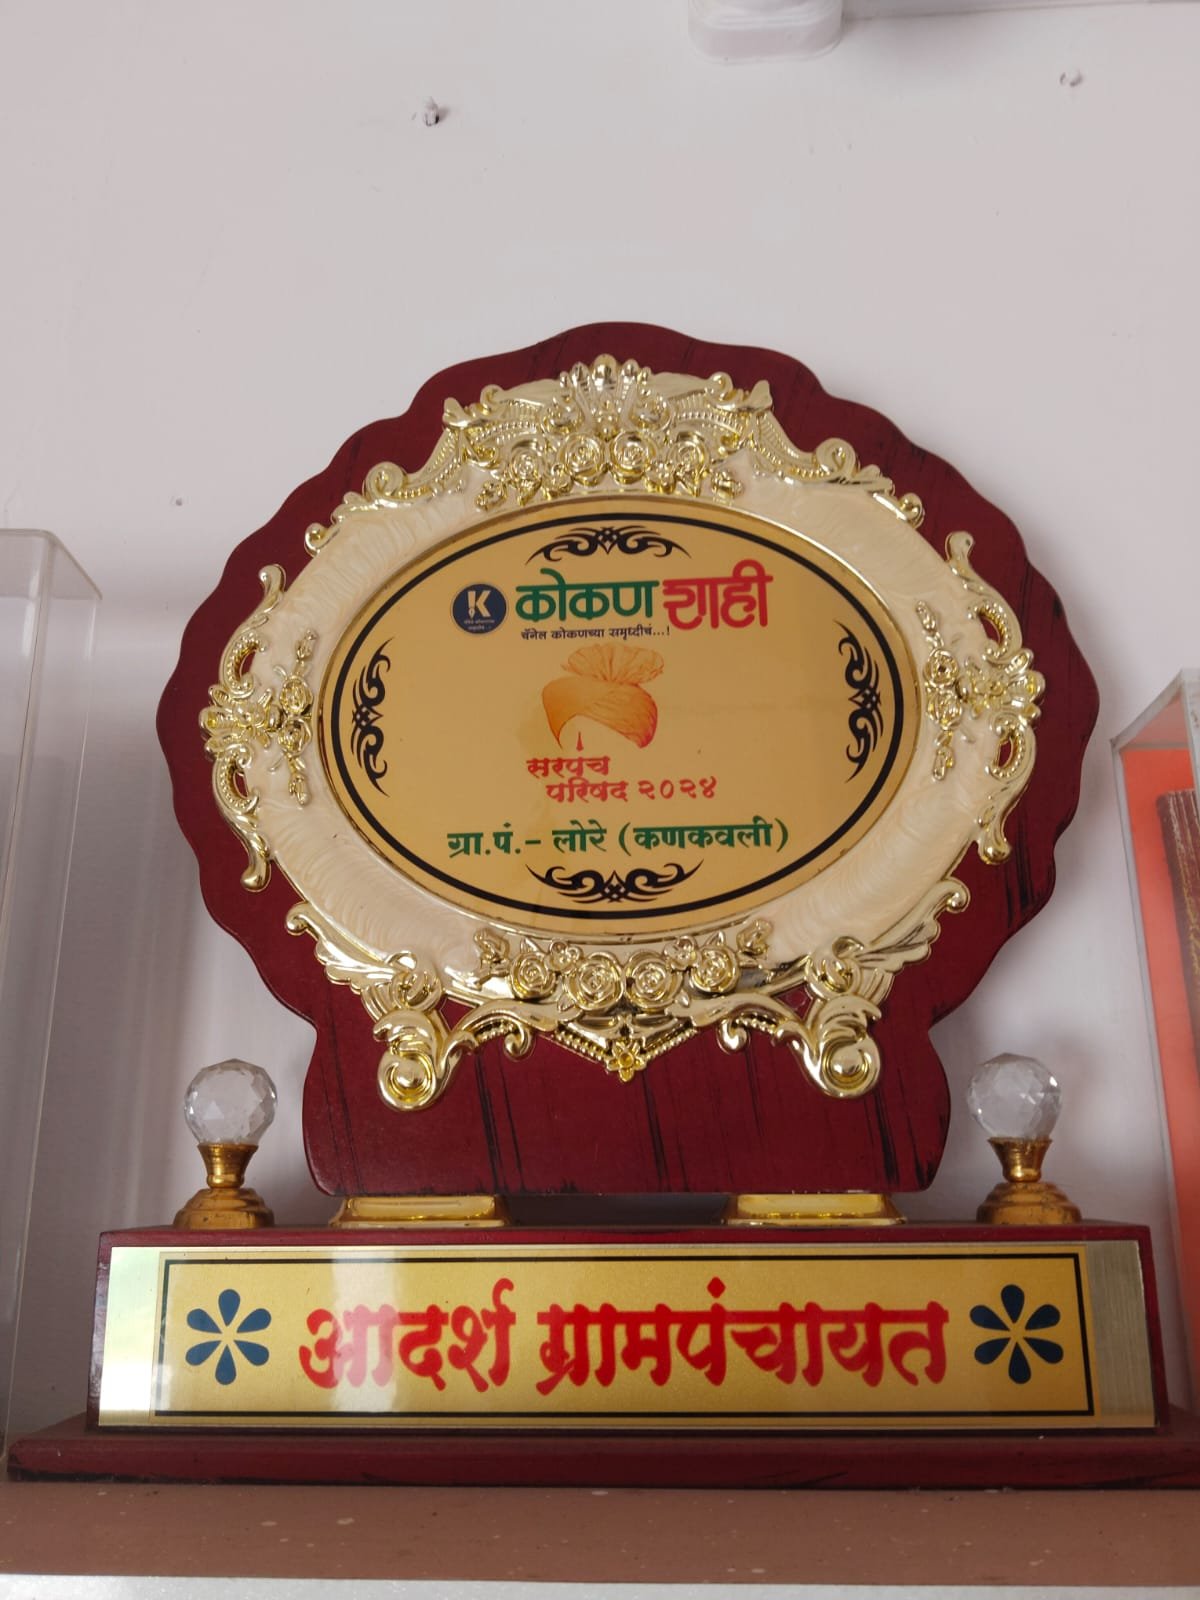 K
कोकण शाही
चॅनेल कोकणच्या समृध्दीचं...!
सरपंच
परिषद २०२४
ग्रा.पं.- लोरे (कणकवली)
आदर्श ग्रामपंचायत